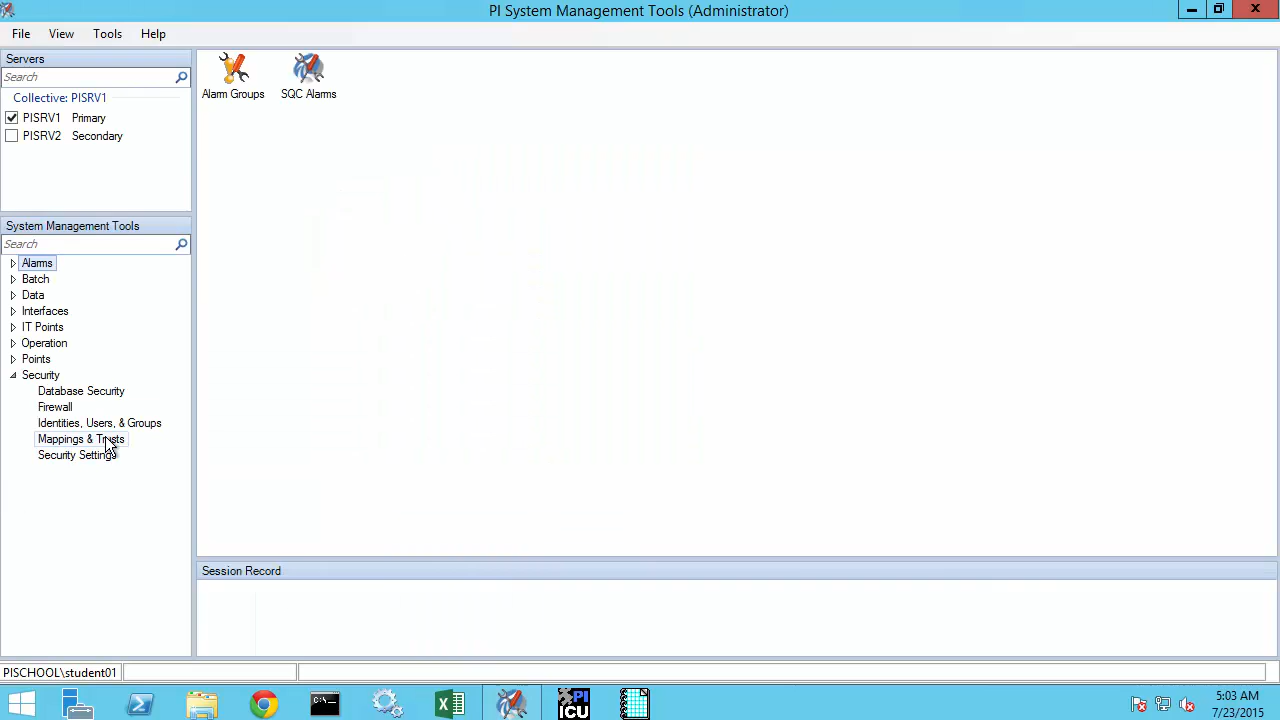 PI System Management Tools (Administrator)
File View Tools Help
Servers
Search
Collective: PISRV1
PISRV1 Primary
PISRV2 Secondary
System Management Tools
Search
Alarms
Batch
Data
Interfaces
IT Points
Operation
Points
Security
Database Security
Firewall
Identities, Users, & Groups
Mappings & Trusts
Security Settings
Alarm Groups
SQC Alarms
Session Record
PISCHOOL\student01
C:\_
PI
ICU
5:03 AM
7/23/2015